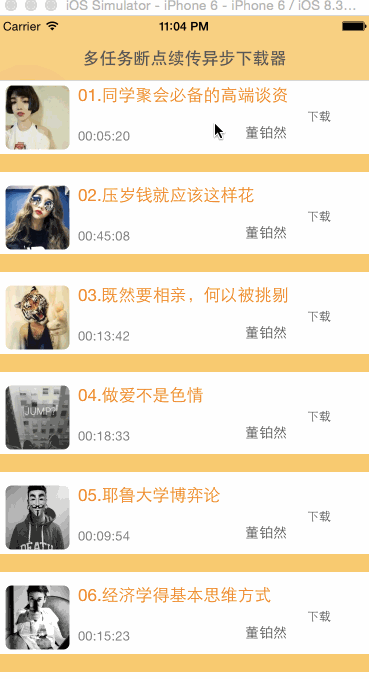 iOS Simulator - iPhone 6 - iPhone 6 / iOS 8.3...
Carrier 11:04 PM
多任务断点续传异步下载器
01.同学聚会必备的高端谈资
下载
00:05:20 董铂然
02.压岁钱就应该这样花
下载
00:45:08 董铂然
03.既然要相亲，何以被挑剔
下载
00:13:42 董铂然
04.做爱不是色情
JUMP?
下载
00:18:33 董铂然
05.耶鲁大学博弈论
下载
00:09:54 董铂然
DEATH
06.经济学得基本思维方式
下载
00:15:23 董铂然